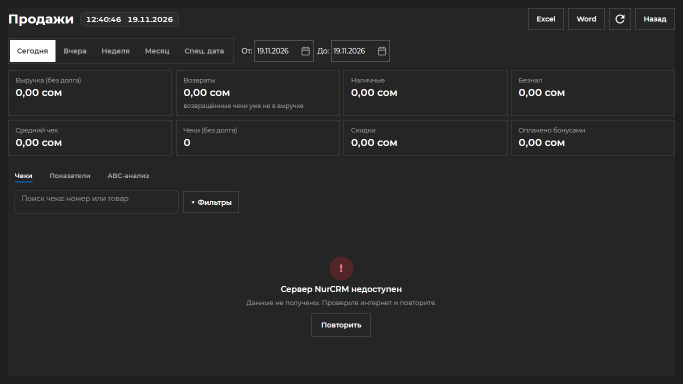 Продажи 12:40:46 19.11.2026 Excel Word Назад
Сегодня Вчера Неделя Месяц Спец. дата От: 19.11.2026 До: 19.11.2026
Выручка (без долга)
0,00 сом
Возвраты
0,00 сом
возвращённые чеки уже не в выручке
Наличные
0,00 сом
Безнал
0,00 сом
Средний чек
0,00 сом
Чеки (без долга)
0
Скидки
0,00 сом
Оплачено бонусами
0,00 сом
Чеки Показатели ABC-анализ
Поиск чека: номер или товар
Фильтры
!
Сервер NurCRM недоступен
Данные не получены. Проверьте интернет и повторите.
Повторить